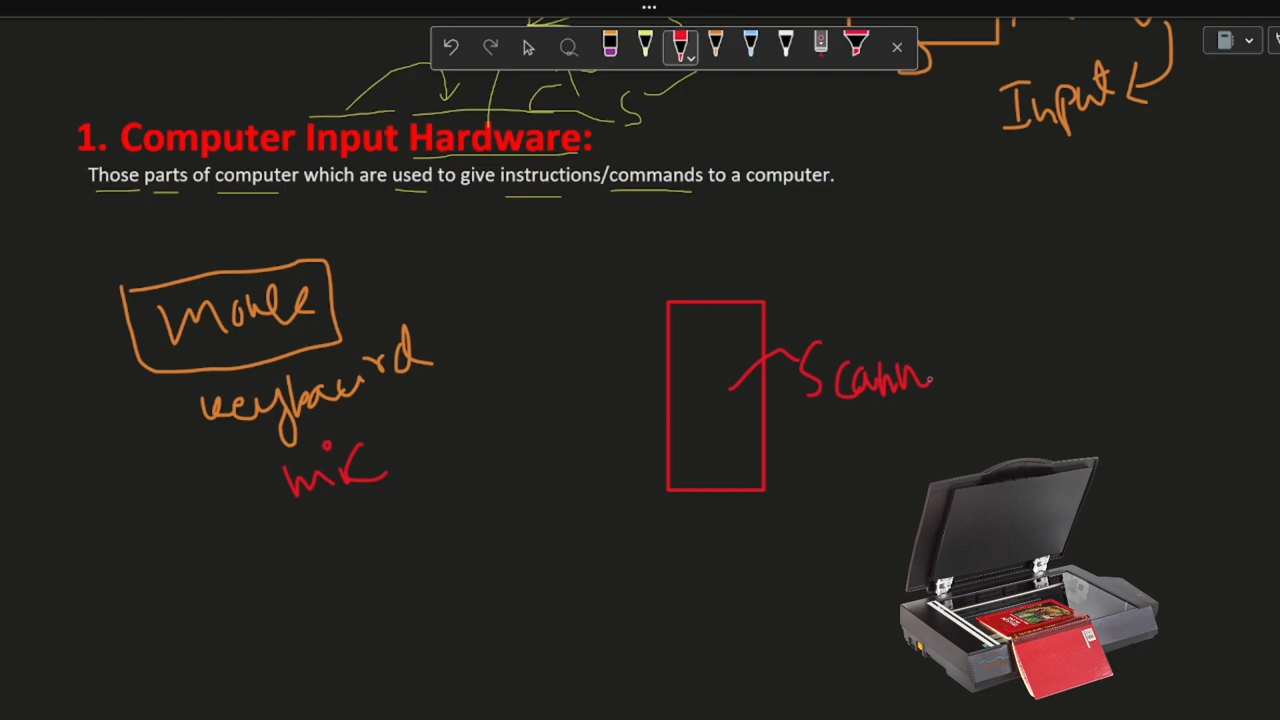 Input
S
1. Computer Input Hardware:
Those parts of computer which are used to give instructions/commands to a computer.
Mouse
keyboard
mic
Scann